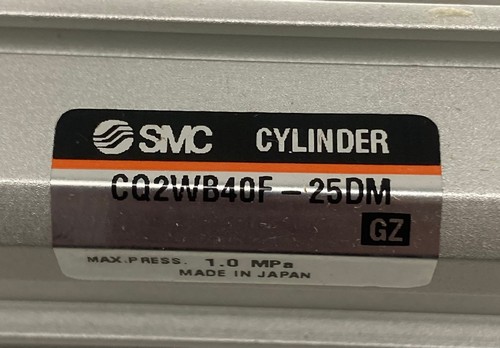 SMC CYLINDER
CQ2WB40F-25DM
GZ
MAX.PRESS. 1.0 MPa
MADE IN JAPAN